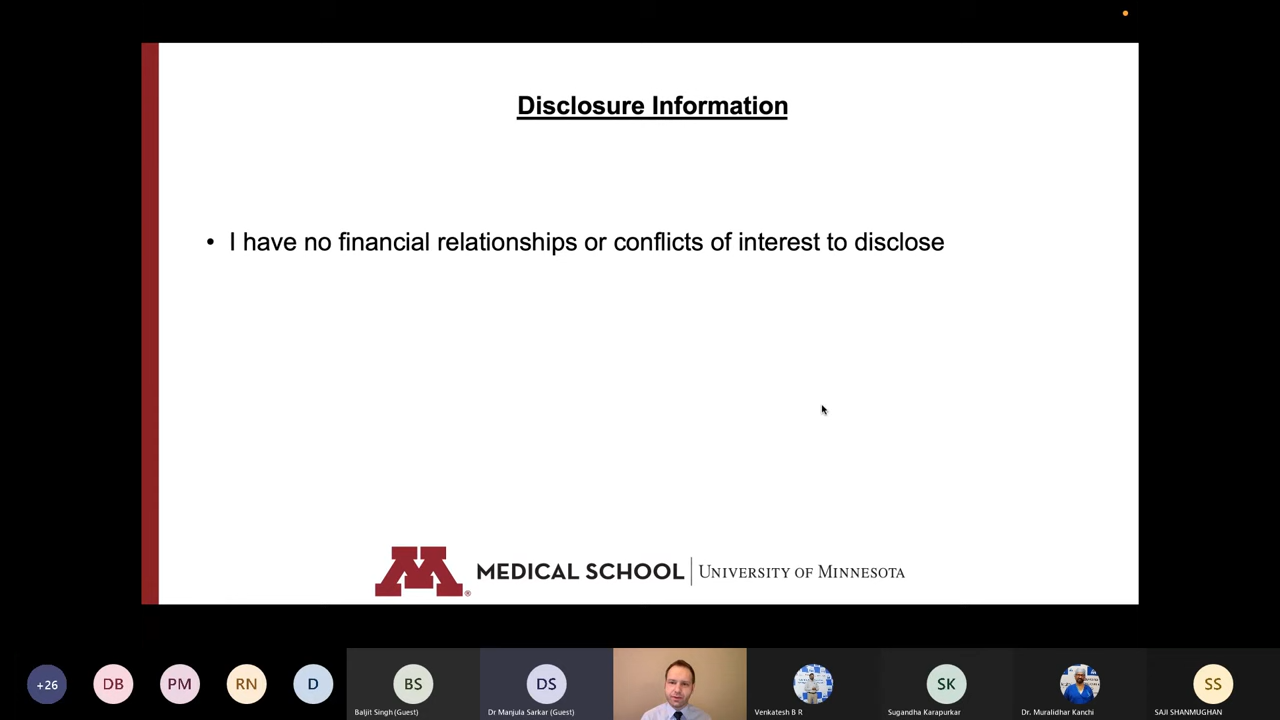 Disclosure Information
• I have no financial relationships or conflicts of interest to disclose
M® MEDICAL SCHOOL | UNIVERSITY OF MINNESOTA
+26
DB
PM
RN
D
BS
DS
SK
SS
Baljit Singh (Guest)
Dr Manjula Sarkar (Guest)
Venkatesh B R
Sugandha Karapurkar
Dr. Muralidhar Kanchi
SAJI SHANMUGHAN